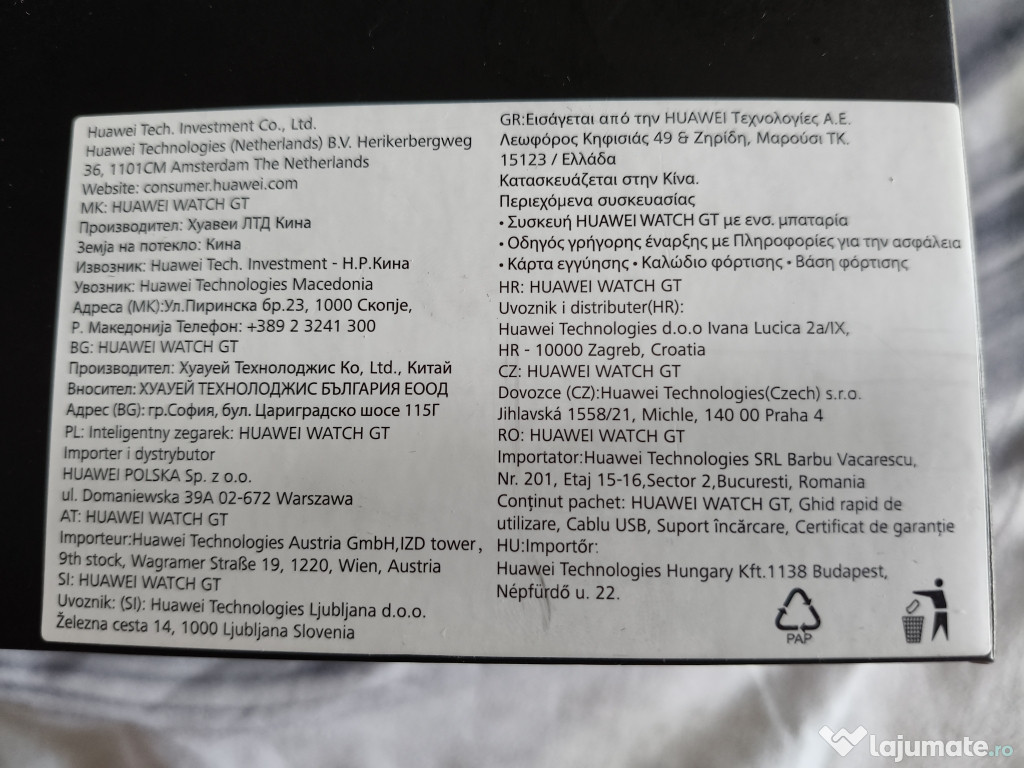 Huawei Tech. Investment Co., Ltd.
Huawei Technologies (Netherlands) B.V. Herikerbergweg
36, 1101CM Amsterdam The Netherlands
Website: consumer.huawei.com
MK: HUAWEI WATCH GT
Производител: Хуавеи ЛТД Кина
Земја на потекло: Кина
Извозник: Huawei Tech. Investment - Н.Р.Кина
Увозник: Huawei Technologies Macedonia
Адреса (МК):Ул.Пиринска бр.23, 1000 Скопје,
Р. Македонија Телефон: +389 2 3241 300
BG: HUAWEI WATCH GT
Производител: Хуауей Технолоджис Ко, Ltd., Китай
Вносител: ХУАУЕЙ ТЕХНОЛОДЖИС БЪЛГАРИЯ ЕООД
Адрес (BG): гр.София, бул. Цариградско шосе 115Г
PL: Inteligentny zegarek: HUAWEI WATCH GT
Importer i dystrybutor
HUAWEI POLSKA Sp. z o.o.
ul. Domaniewska 39A 02-672 Warszawa
AT: HUAWEI WATCH GT
Importeur:Huawei Technologies Austria GmbH,IZD tower,
9th stock, Wagramer Straße 19, 1220, Wien, Austria
SI: HUAWEI WATCH GT
Uvoznik: (SI): Huawei Technologies Ljubljana d.o.o.
Železna cesta 14, 1000 Ljubljana Slovenia
GR:Εισάγεται από την HUAWEI Τεχνολογίες Α.Ε.
Λεωφόρος Κηφισιάς 49 & Ζηρίδη, Μαρούσι ΤΚ.
15123 / Ελλάδα
Κατασκευάζεται στην Κίνα.
Περιεχόμενα συσκευασίας
• Συσκευή HUAWEI WATCH GT με ενσ. μπαταρία
• Οδηγός γρήγορης έναρξης με Πληροφορίες για την ασφάλεια
• Κάρτα εγγύησης • Καλώδιο φόρτισης • Βάση φόρτισης
HR: HUAWEI WATCH GT
Uvoznik i distributer(HR):
Huawei Technologies d.o.o Ivana Lucica 2a/IX,
HR - 10000 Zagreb, Croatia
CZ: HUAWEI WATCH GT
Dovozce (CZ):Huawei Technologies(Czech) s.r.o.
Jihlavská 1558/21, Michle, 140 00 Praha 4
RO: HUAWEI WATCH GT
Importator:Huawei Technologies SRL Barbu Vacarescu,
Nr. 201, Etaj 15-16,Sector 2,Bucuresti, Romania
Conținut pachet: HUAWEI WATCH GT, Ghid rapid de
utilizare, Cablu USB, Suport încărcare, Certificat de garanție
HU:Importőr:
Huawei Technologies Hungary Kft.1138 Budapest,
Népfürdő u. 22.
PAP
lajumate.ro